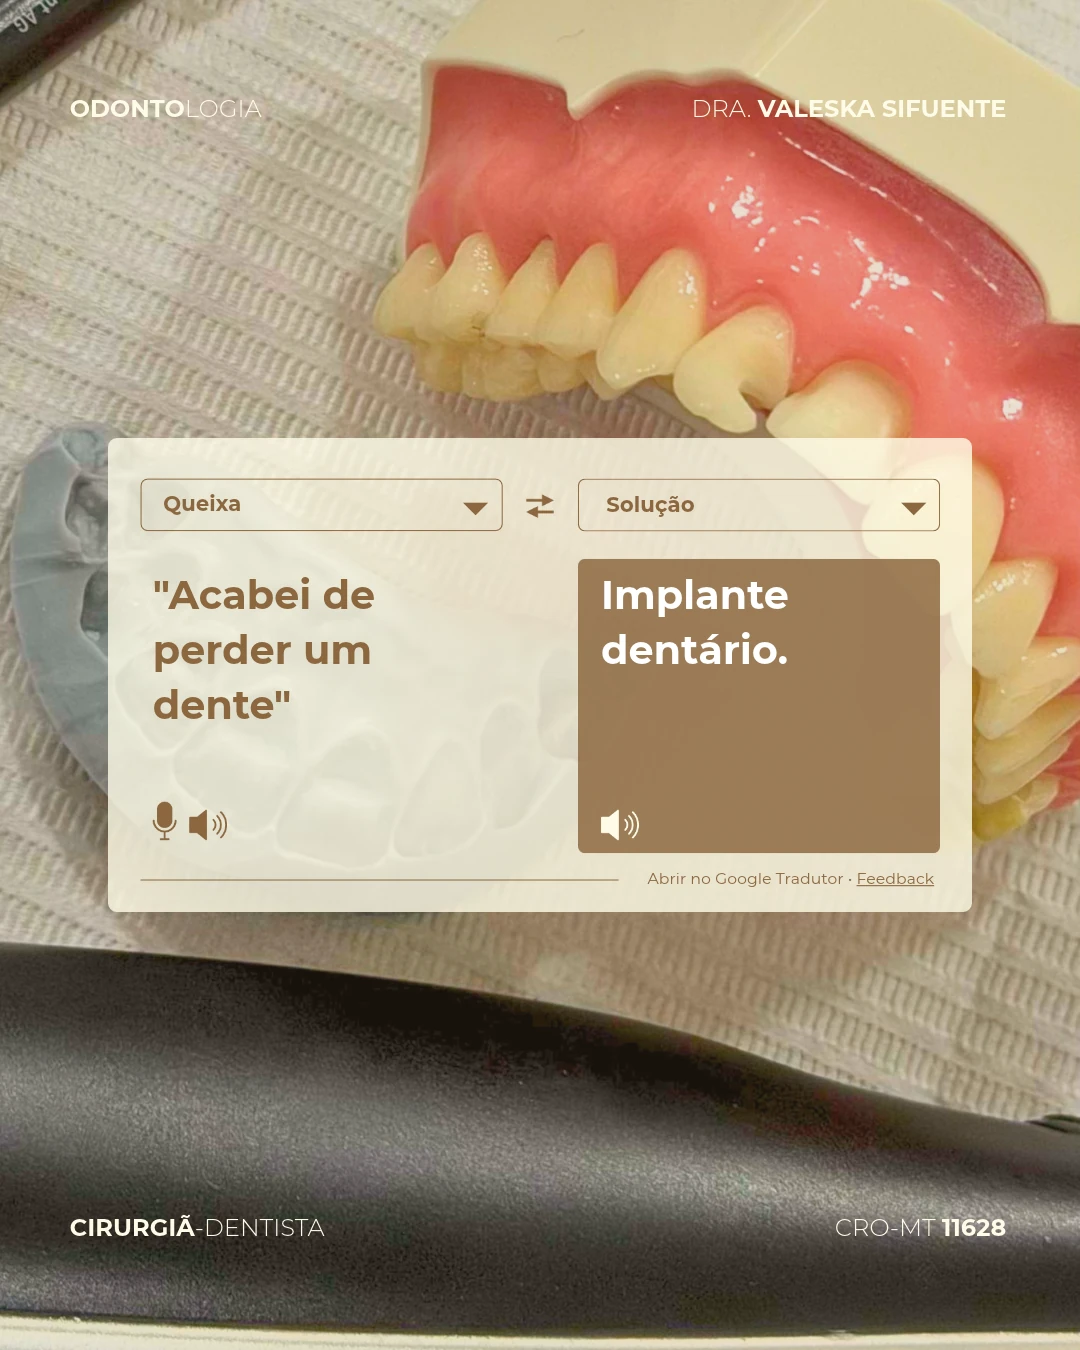 ODONTOLOGIA
DRA. VALESKA SIFUENTE
Queixa
Solução
"Acabei de
perder um
dente"
Implante
dentário.
Abrir no Google Tradutor • Feedback
CIRURGIÃ-DENTISTA
CRO-MT 11628